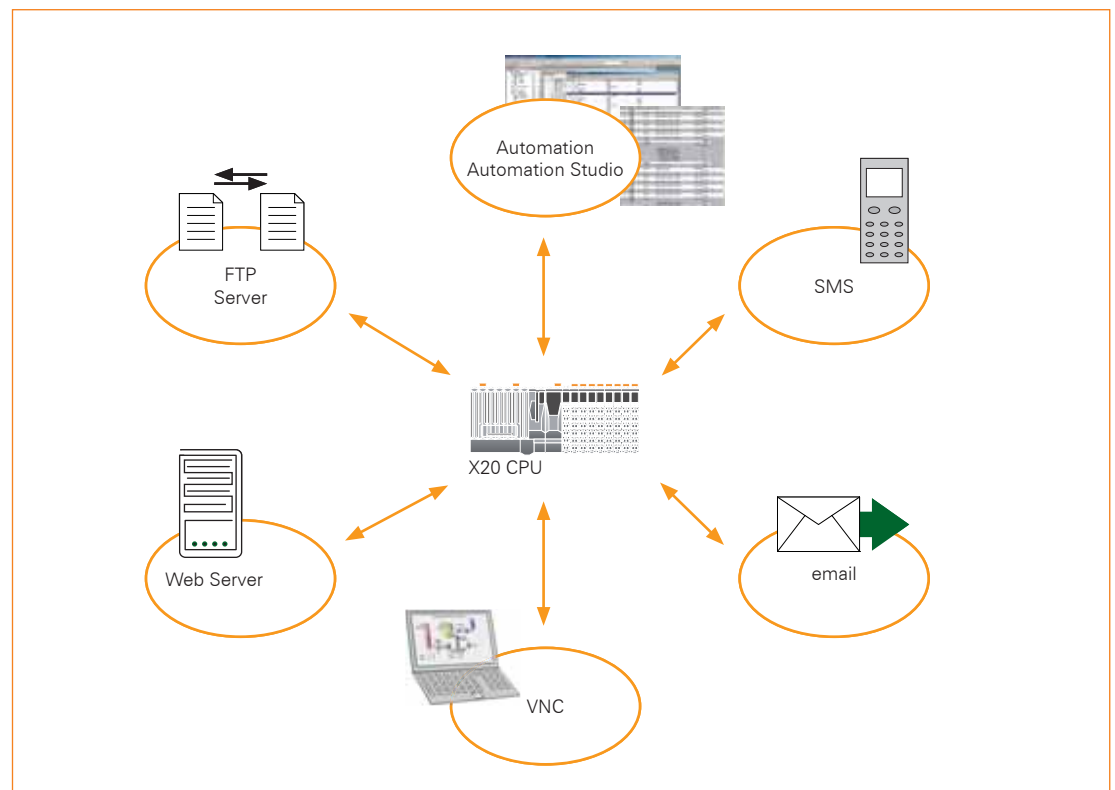 Automation
Automation Studio
FTP
Server
SMS
X20 CPU
Web Server
email
VNC